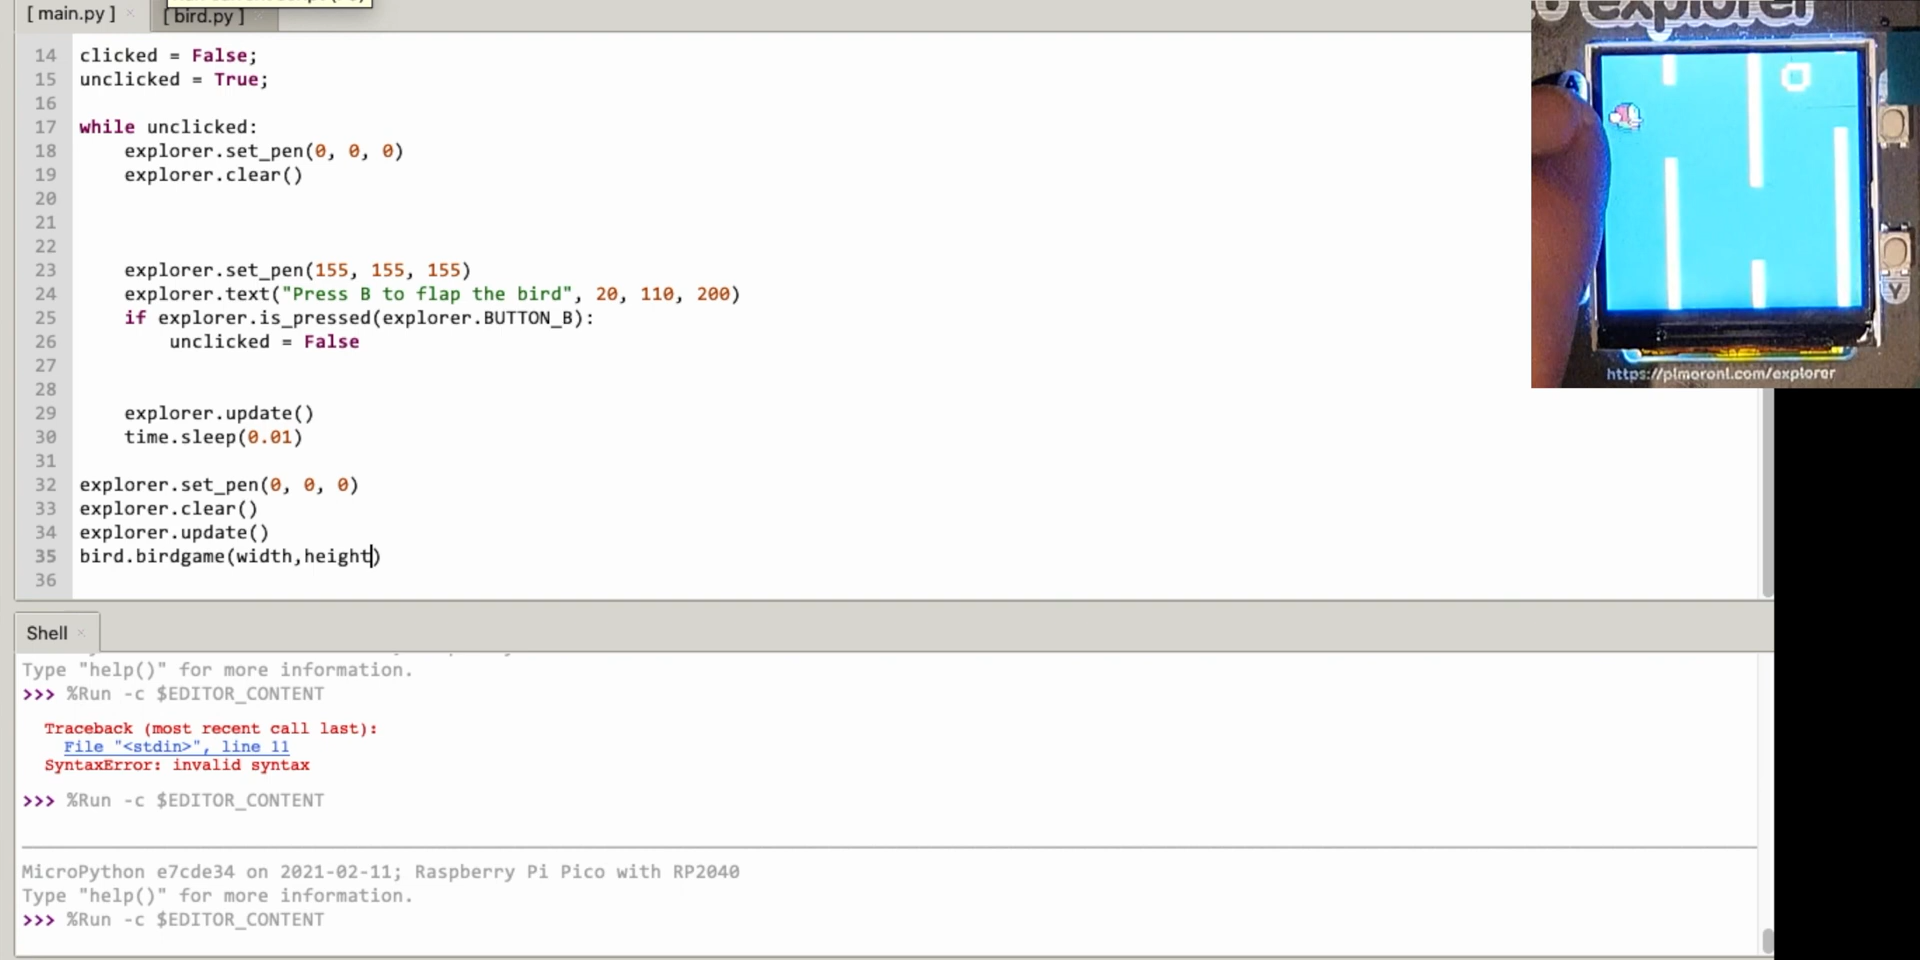 [ main.py ] ×
[ bird.py ] ×
14 clicked = False;
15 unclicked = True;
16
17 while unclicked:
18 explorer.set_pen(0, 0, 0)
19 explorer.clear()
20
21
22
23 explorer.set_pen(155, 155, 155)
24 explorer.text("Press B to flap the bird", 20, 110, 200)
25 if explorer.is_pressed(explorer.BUTTON_B):
26 unclicked = False
27
28
29 explorer.update()
30 time.sleep(0.01)
31
32 explorer.set_pen(0, 0, 0)
33 explorer.clear()
34 explorer.update()
35 bird.birdgame(width,height)
36
Shell ×
Type "help()" for more information.
>>> %Run -c $EDITOR_CONTENT
Traceback (most recent call last):
File "<stdin>", line 11
SyntaxError: invalid syntax
>>> %Run -c $EDITOR_CONTENT
MicroPython e7cde34 on 2021-02-11; Raspberry Pi Pico with RP2040
Type "help()" for more information.
>>> %Run -c $EDITOR_CONTENT
explorer
A
0
Y
https://pimoroni.com/explorer